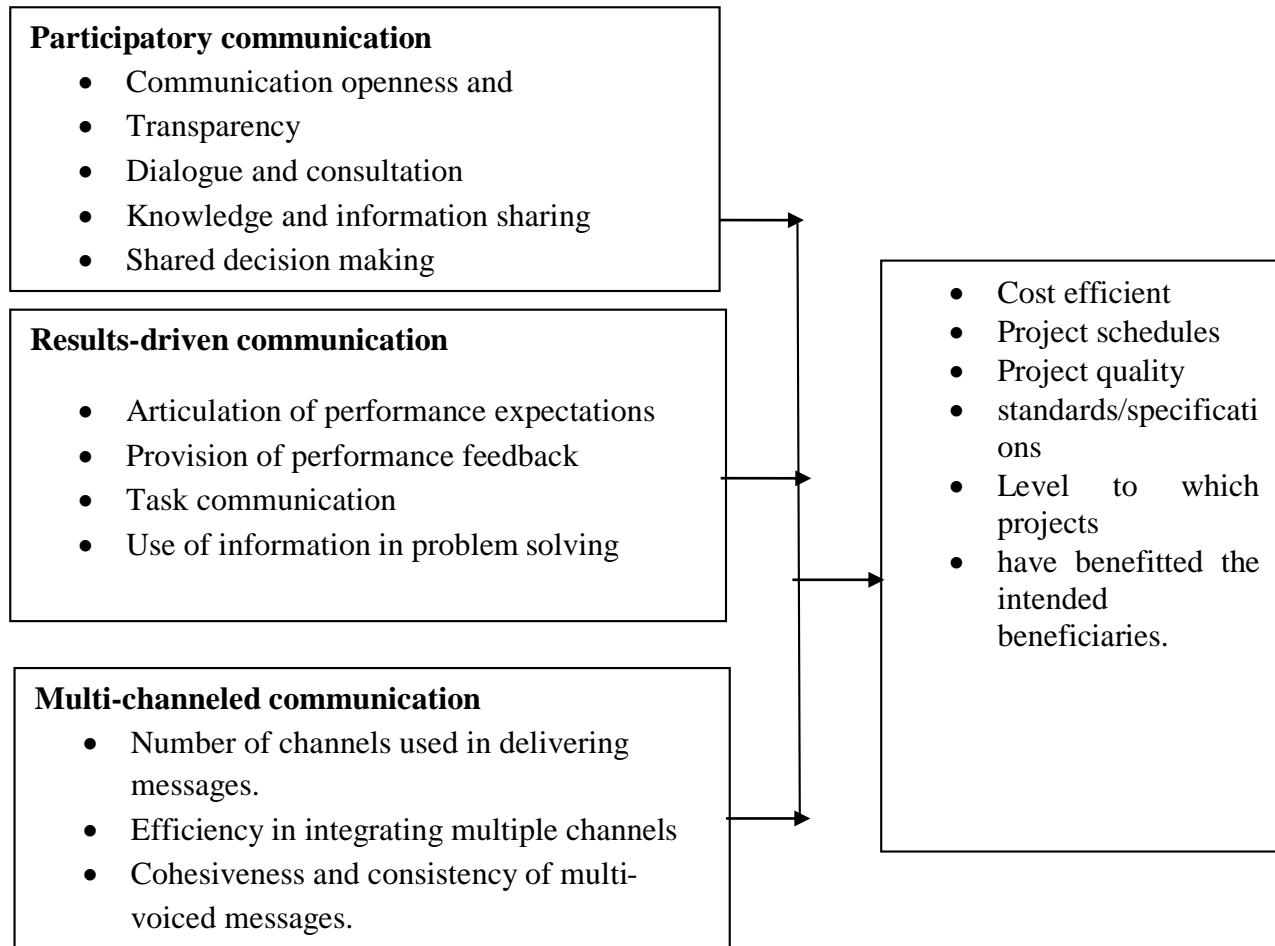 Participatory communication
• Communication openness and
• Transparency
• Dialogue and consultation
• Knowledge and information sharing
• Shared decision making
Results-driven communication
• Articulation of performance expectations
• Provision of performance feedback
• Task communication
• Use of information in problem solving
Multi-channeled communication
• Number of channels used in delivering
messages.
• Efficiency in integrating multiple channels
• Cohesiveness and consistency of multi-
voiced messages.
• Cost efficient
• Project schedules
• Project quality
• standards/specificati
ons
• Level to which
projects
• have benefitted the
intended
beneficiaries.